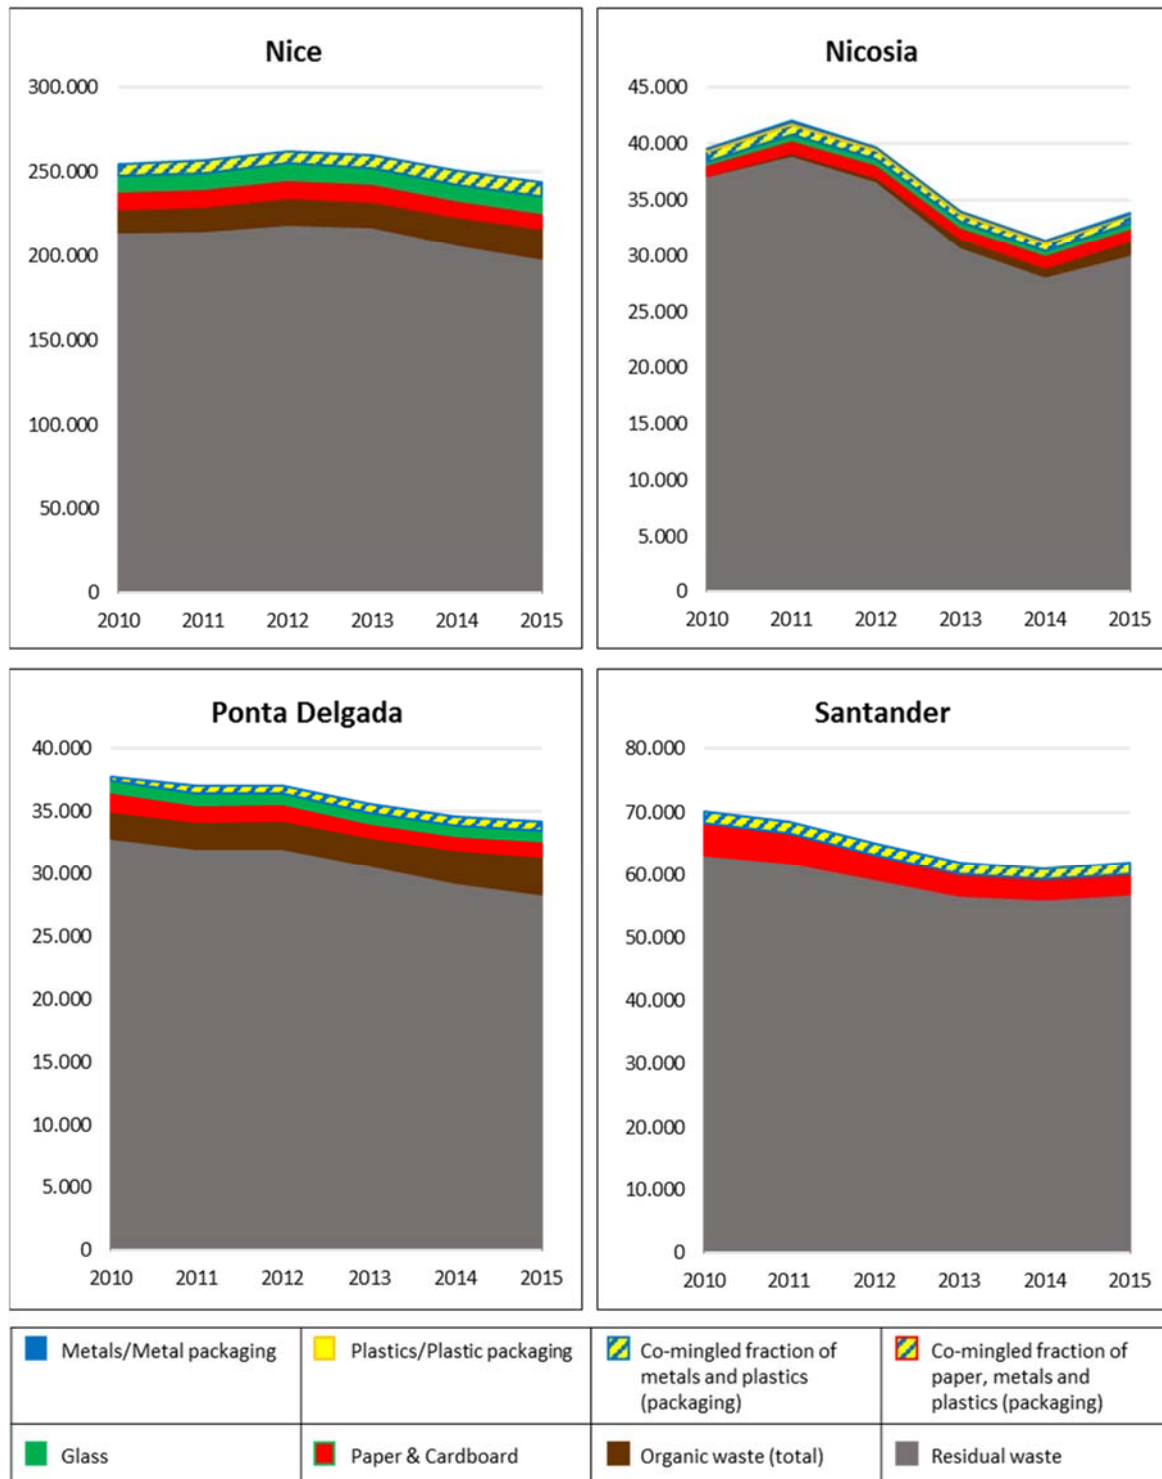 Nice
300.000
250.000
200.000
150.000
100.000
50.000
0
2010 2011 2012 2013 2014 2015
Nicosia
45.000
40.000
35.000
30.000
25.000
20.000
15.000
10.000
5.000
0
2010 2011 2012 2013 2014 2015
Ponta Delgada
40.000
35.000
30.000
25.000
20.000
15.000
10.000
5.000
0
2010 2011 2012 2013 2014 2015
Santander
80.000
70.000
60.000
50.000
40.000
30.000
20.000
10.000
0
2010 2011 2012 2013 2014 2015
Metals/Metal packaging
Plastics/Plastic packaging
Co-mingled fraction of
metals and plastics
(packaging)
Co-mingled fraction of
paper, metals and
plastics (packaging)
Glass
Paper & Cardboard
Organic waste (total)
Residual waste